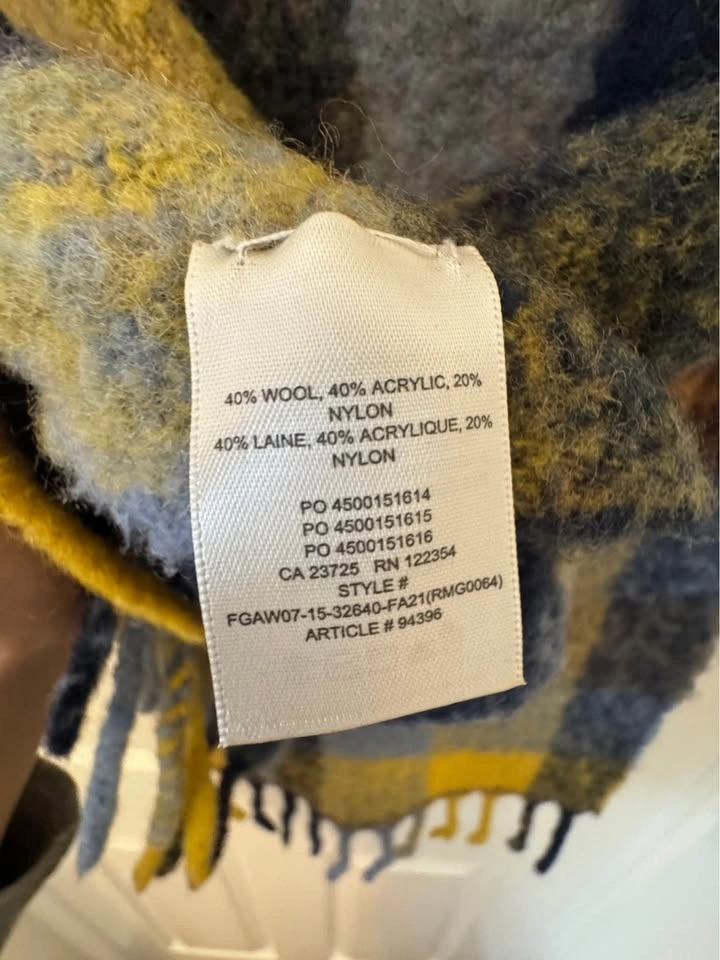 40% WOOL, 40% ACRYLIC, 20%
NYLON
40% LAINE, 40% ACRYLIQUE, 20%
NYLON
PO 4500151614
PO 4500151615
PO 4500151616
CA 23725 RN 122354
STYLE #
FGAW07-15-32640-FA21(RMG0064)
ARTICLE # 94396